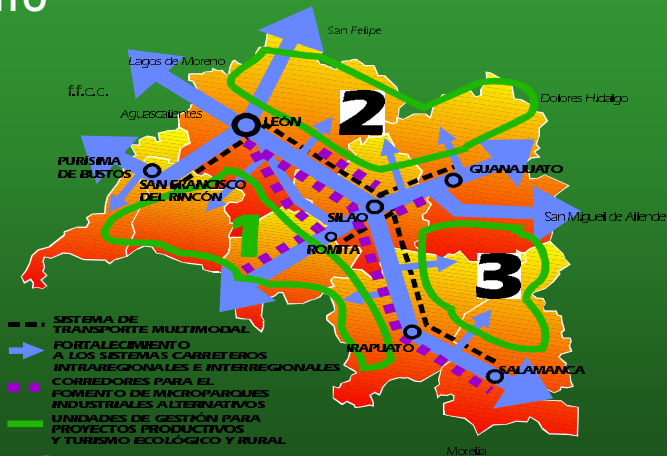 San Felipe
Lagos de Moreno
f.f.c.c.
Dolores Hidalgo
Aguascalientes
LEÓN
2
PURÍSIMA
DE BUSTOS
SAN FRANCISCO
DEL RINCÓN
GUANAJUATO
SILAO
San Miguel de Allende
1
ROMITA
3
IRAPUATO
SALAMANCA
SISTEMA DE
TRANSPORTE MULTIMODAL
FORTALECIMIENTO
A LOS SISTEMAS CARRETEROS
INTRAREGIONALES E INTERREGIONALES
CORREDORES PARA EL
FOMENTO DE MICROPARQUES
INDUSTRIALES ALTERNATIVOS
UNIDADES DE GESTIÓN PARA
PROYECTOS PRODUCTIVOS
Y TURISMO ECOLÓGICO Y RURAL
Morelia